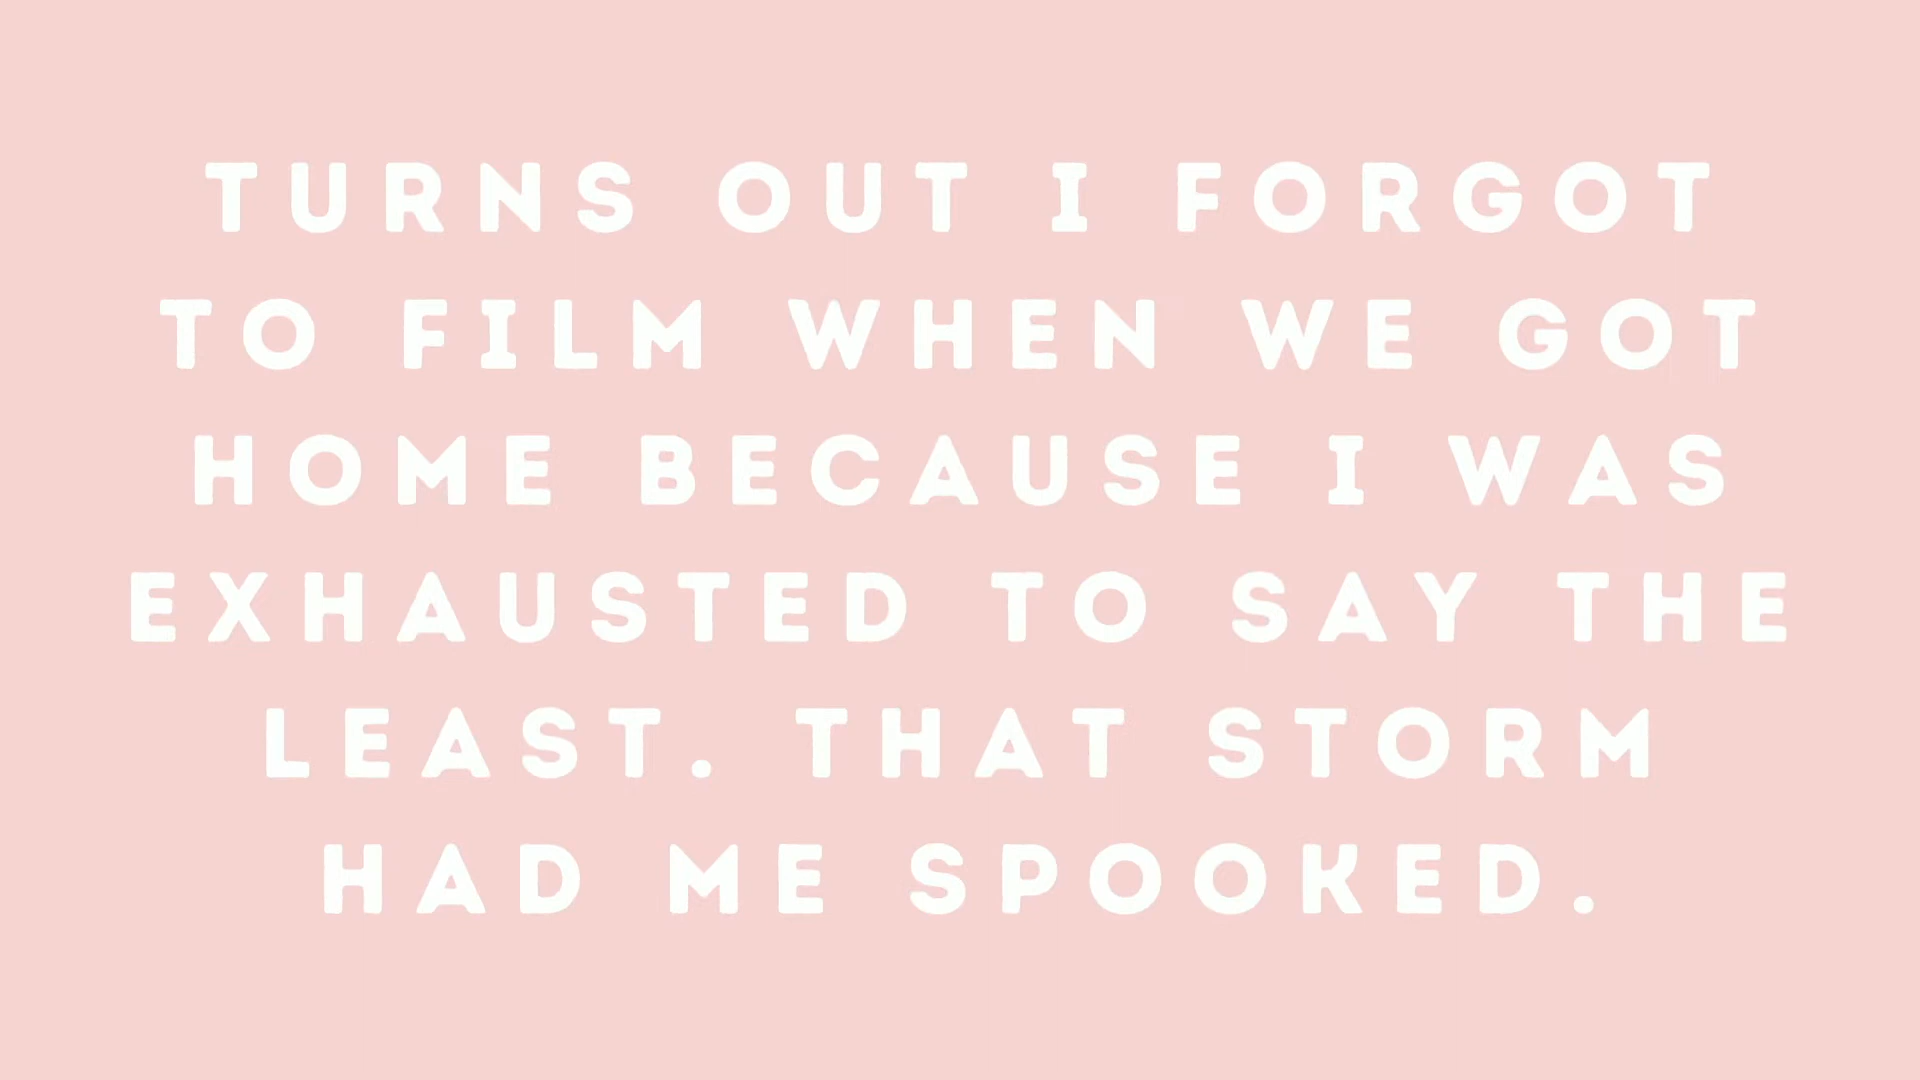 TURNS OUT I FORGOT
TO FILM WHEN WE GOT
HOME BECAUSE I WAS
EXHAUSTED TO SAY THE
LEAST. THAT STORM
HAD ME SPOOKED.